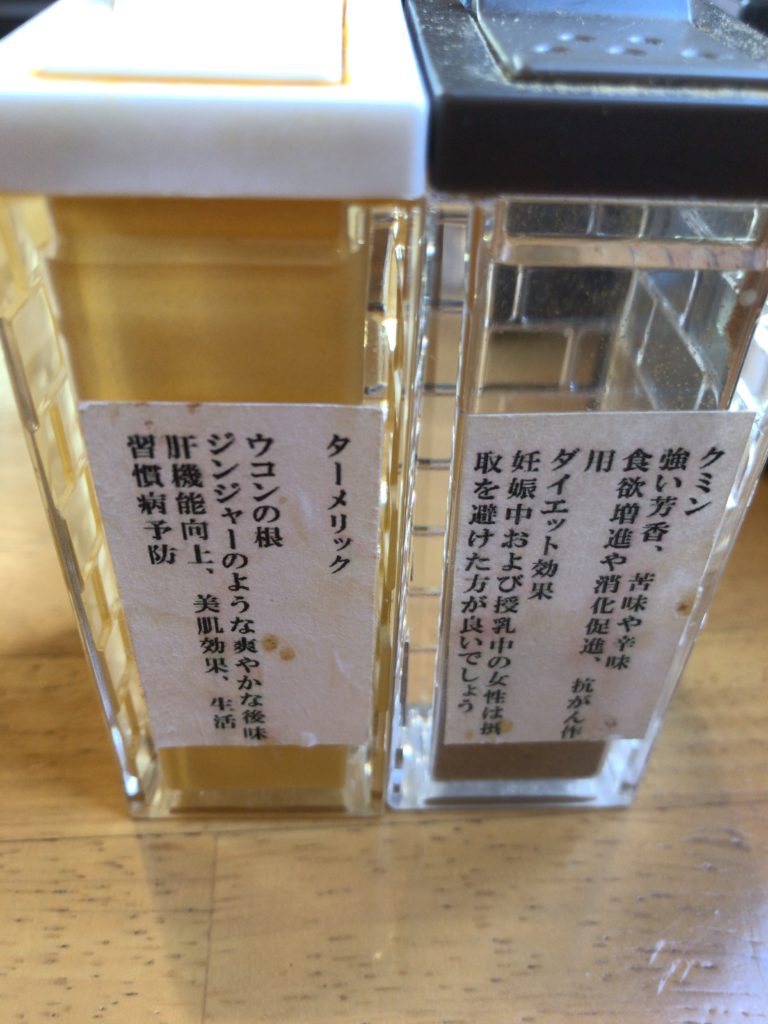 ターメリック
ウコンの根
ジンジャーのような爽やかな後味
肝機能向上、美肌効果、生活
習慣病予防
クミン
強い芳香、苦味や辛味
食欲増進や消化促進、抗がん作
用
ダイエット効果
妊娠中および授乳中の女性は摂
取を避けた方が良いでしょう